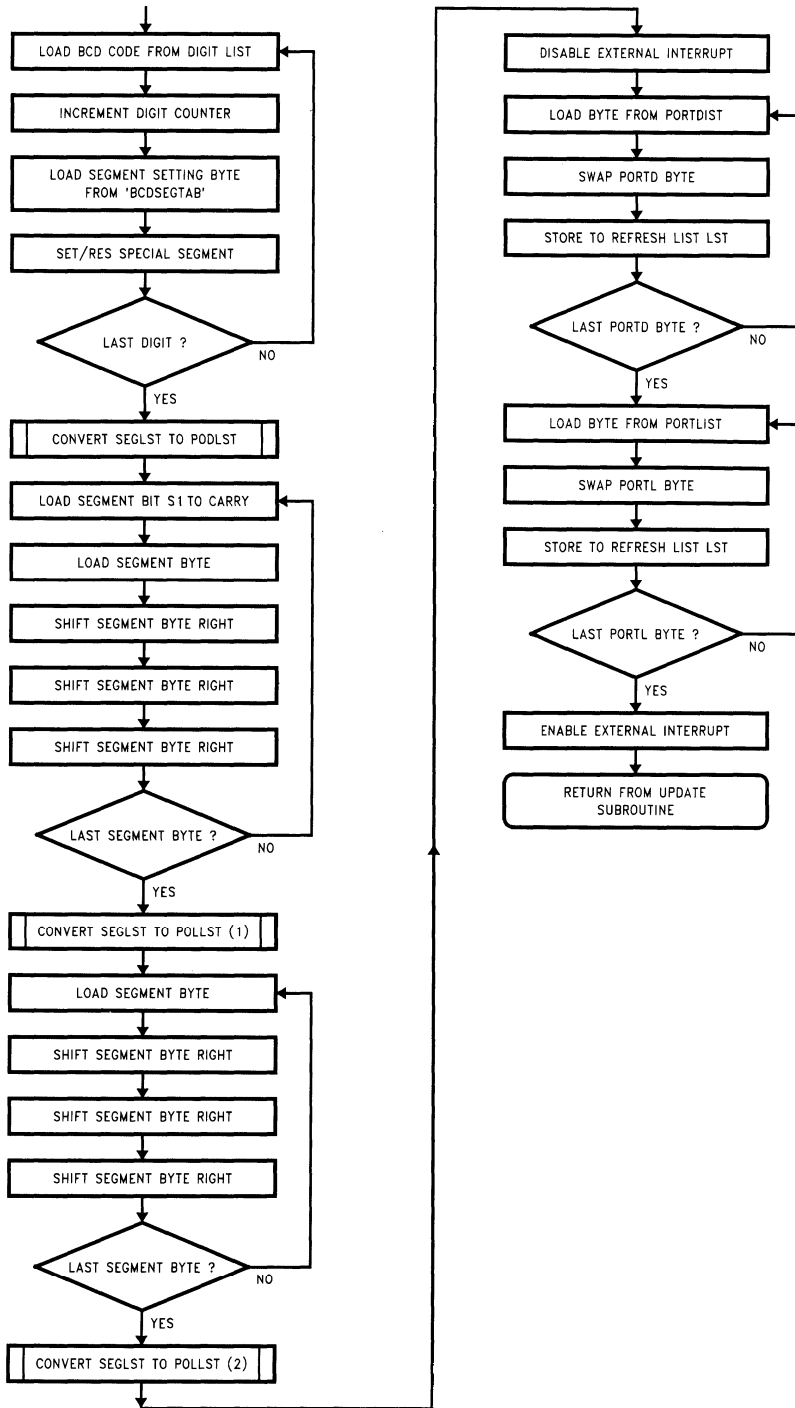 LOAD BCD CODE FROM DIGIT LIST
INCREMENT DIGIT COUNTER
LOAD SEGMENT SETTING BYTE
FROM 'BCDSEGTAB'
SET/RES SPECIAL SEGMENT
LAST DIGIT ?
NO
YES
CONVERT SEGLST TO PODLST
LOAD SEGMENT BIT S1 TO CARRY
LOAD SEGMENT BYTE
SHIFT SEGMENT BYTE RIGHT
SHIFT SEGMENT BYTE RIGHT
SHIFT SEGMENT BYTE RIGHT
LAST SEGMENT BYTE ?
NO
YES
CONVERT SEGLST TO POLLST (1)
LOAD SEGMENT BYTE
SHIFT SEGMENT BYTE RIGHT
SHIFT SEGMENT BYTE RIGHT
SHIFT SEGMENT BYTE RIGHT
LAST SEGMENT BYTE ?
NO
YES
CONVERT SEGLST TO POLLST (2)
DISABLE EXTERNAL INTERRUPT
LOAD BYTE FROM PORTDIST
SWAP PORTD BYTE
STORE TO REFRESH LIST LST
LAST PORTD BYTE ?
NO
YES
LOAD BYTE FROM PORTLIST
SWAP PORTL BYTE
STORE TO REFRESH LIST LST
LAST PORTL BYTE ?
NO
YES
ENABLE EXTERNAL INTERRUPT
RETURN FROM UPDATE
SUBROUTINE